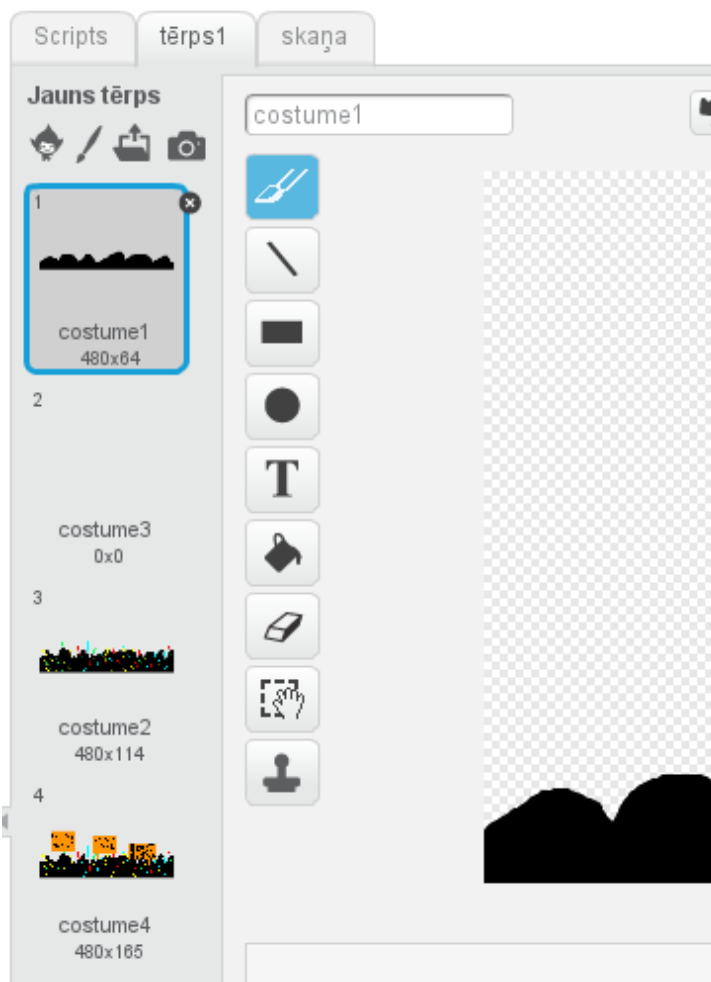 Scripts
tērps1
skaņa
Jauns tērps
costume1
1
costume1
480x64
2
costume3
0x0
3
costume2
480x114
4
costume4
480x165
T